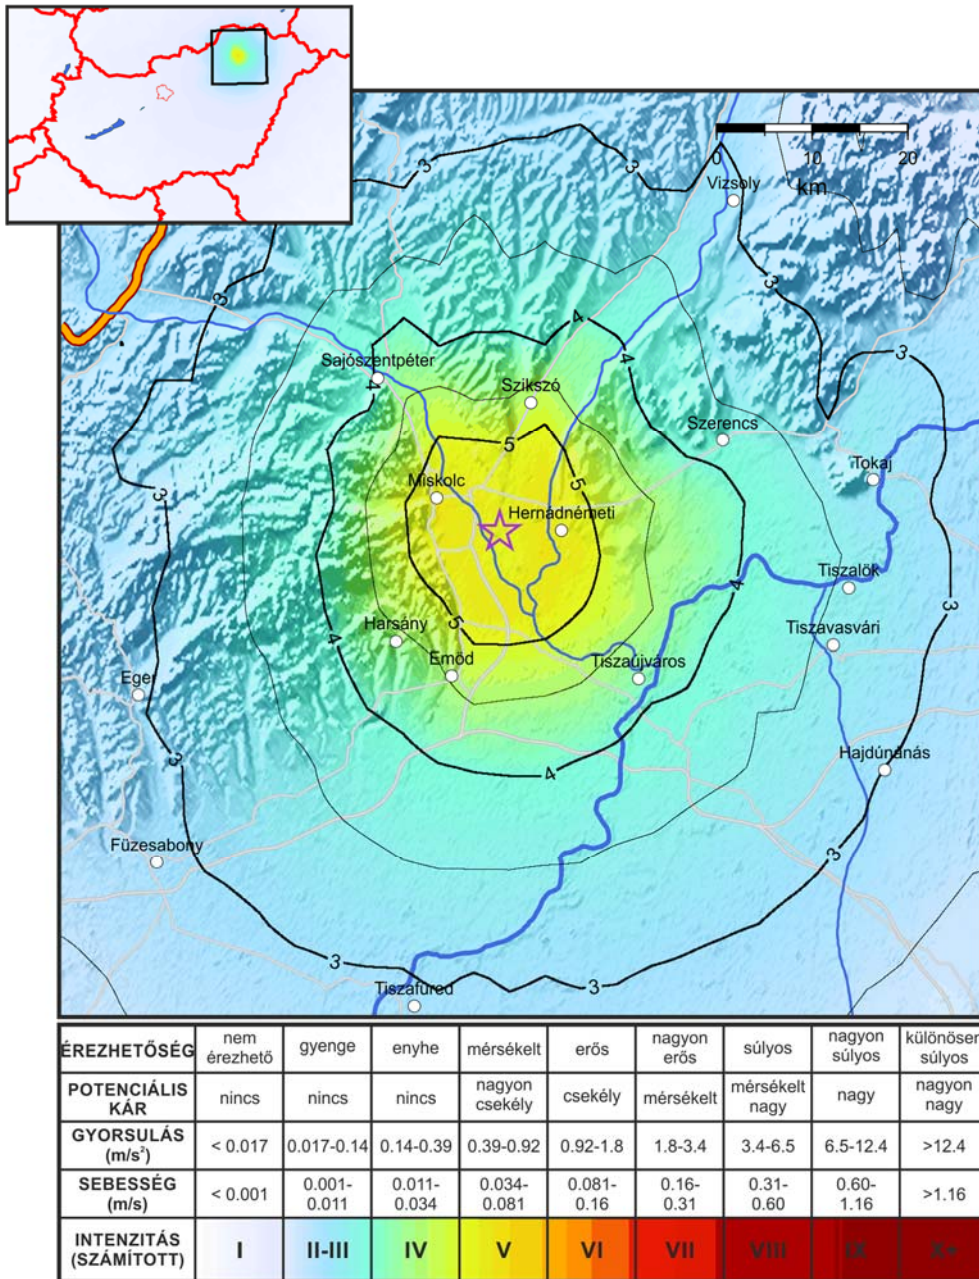 0 10 20
km
3
3
Vizsoly
3
3
4
4
3
Sajószentpéter
4
Szikszó
Szerencs
5
Tokaj
Miskolc
5
3
Hernádnémeti
Tiszalök
4
3
5
Harsány
4
Tiszavasvári
Emőd
Tiszaújváros
Eger
3
4
Hajdúnánás
Füzesabony
3
3
3
Tiszafüred
ÉREZHETŐSÉG nem érezhető gyenge enyhe mérsékelt erős nagyon erős súlyos nagyon súlyos különösen súlyos
POTENCIÁLIS KÁR nincs nincs nincs nagyon csekély csekély mérsékelt mérsékelt nagy nagy nagyon nagy
GYORSULÁS (m/s²) < 0.017 0.017-0.14 0.14-0.39 0.39-0.92 0.92-1.8 1.8-3.4 3.4-6.5 6.5-12.4 >12.4
SEBESSÉG (m/s) < 0.001 0.001-0.011 0.011-0.034 0.034-0.081 0.081-0.16 0.16-0.31 0.31-0.60 0.60-1.16 >1.16
INTENZITÁS (SZÁMÍTOTT) I II-III IV V VI VII VIII IX X+